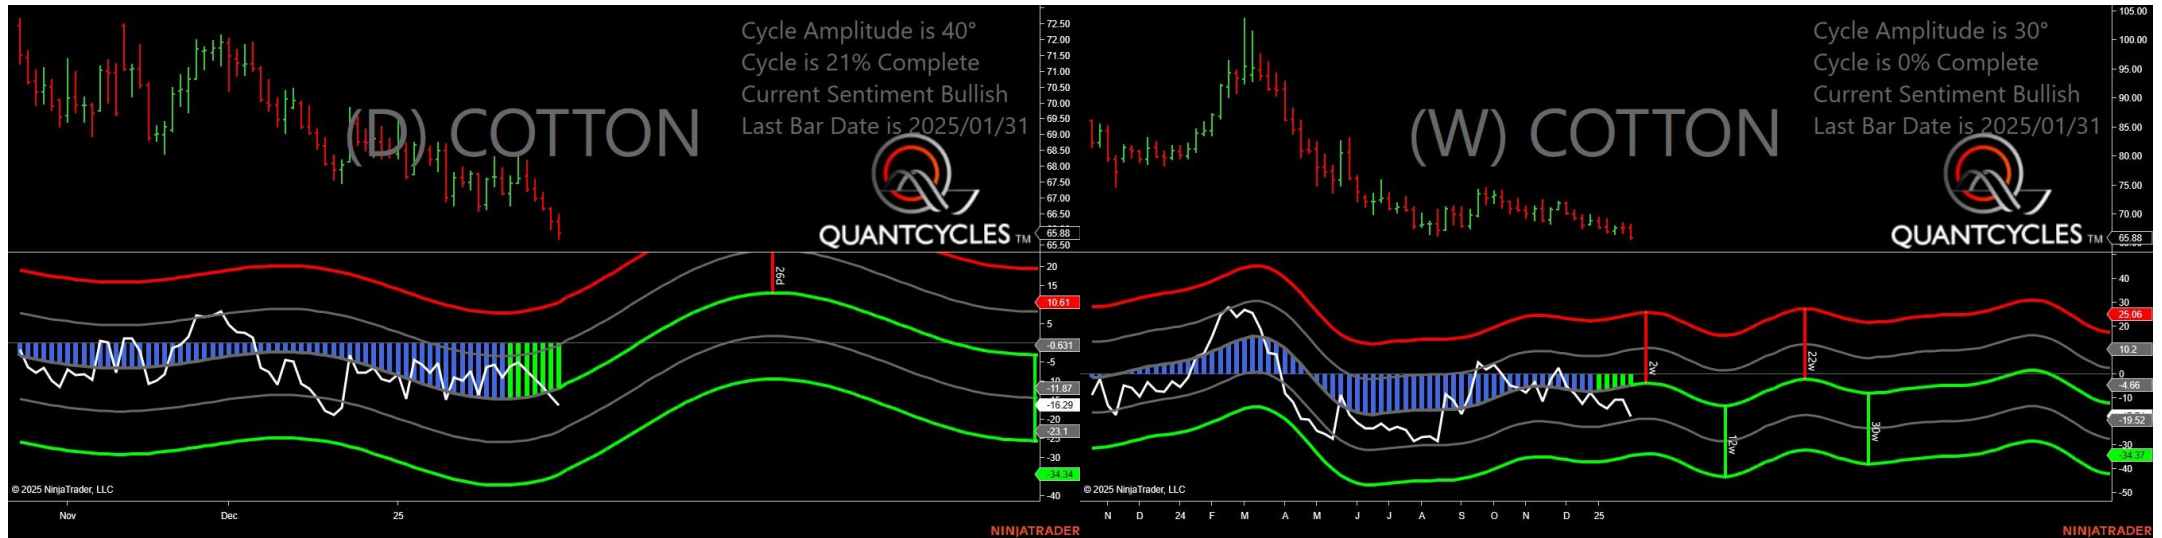 Cycle Amplitude is 40°
Cycle is 21% Complete
Current Sentiment Bullish
Last Bar Date is 2025/01/31
(D) COTTON
QUANTCYCLES TM
72.50
72.00
71.50
71.00
70.50
70.00
69.50
69.00
68.50
68.00
67.50
67.00
66.50
65.88
65.50
26d
20
15
10.61
5
-0.631
-5
-11.87
-16.29
-20
-23.1
-30
-34.34
-40
© 2025 NinjaTrader, LLC
Nov
Dec
25
NINJATRADER
Cycle Amplitude is 30°
Cycle is 0% Complete
Current Sentiment Bullish
Last Bar Date is 2025/01/31
(W) COTTON
QUANTCYCLES TM
105.00
100.00
95.00
90.00
85.00
80.00
75.00
70.00
65.88
2w
22w
12w
30w
40
30
25.06
20
10.2
0
-4.66
-10
-19.52
-30
-34.37
-40
-50
© 2025 NinjaTrader, LLC
N D 24 F M A M J J A S O N D 25
NINJATRADER